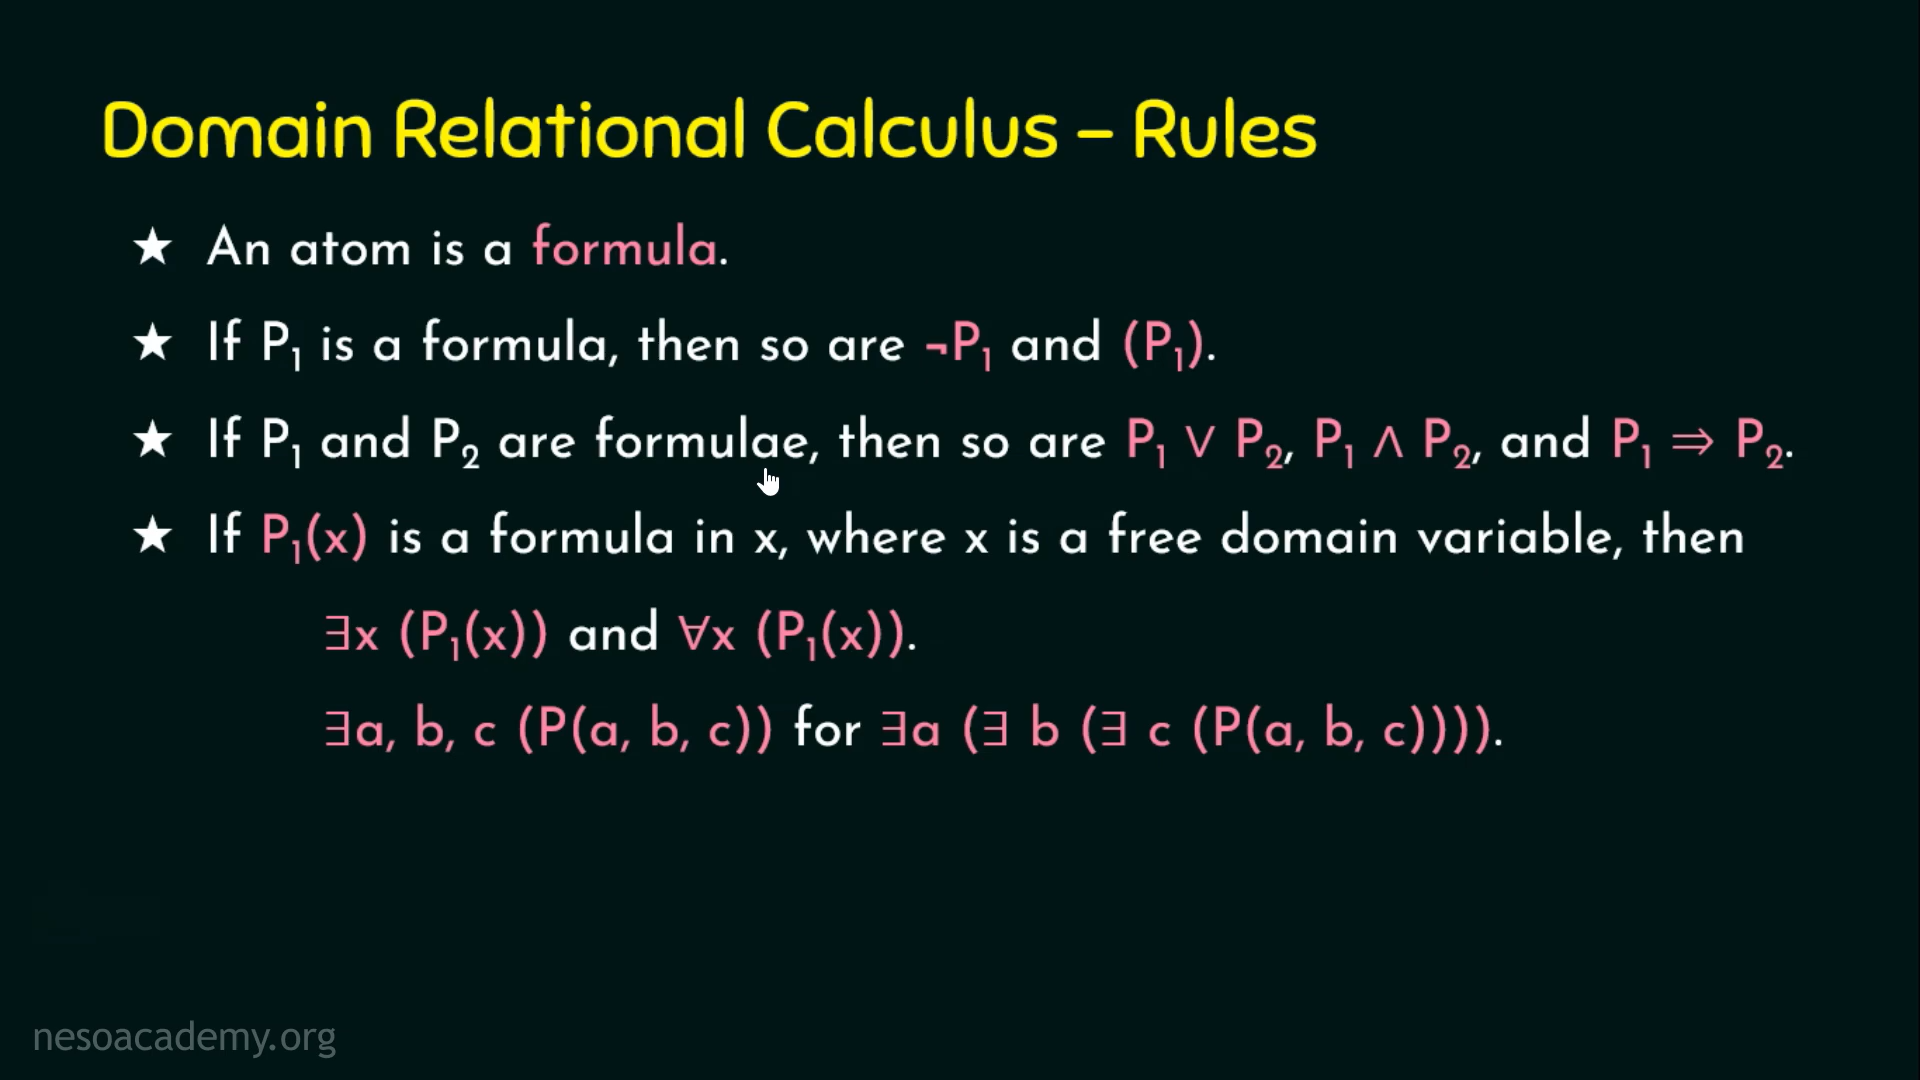 Domain Relational Calculus – Rules
★ An atom is a formula.
★ If P₁ is a formula, then so are ¬P₁ and (P₁).
★ If P₁ and P₂ are formulae, then so are P₁ ∨ P₂, P₁ ∧ P₂, and P₁ ⇒ P₂.
★ If P₁(x) is a formula in x, where x is a free domain variable, then
∃x (P₁(x)) and ∀x (P₁(x)).
∃a, b, c (P(a, b, c)) for ∃a (∃ b (∃ c (P(a, b, c)))).
nesoacademy.org